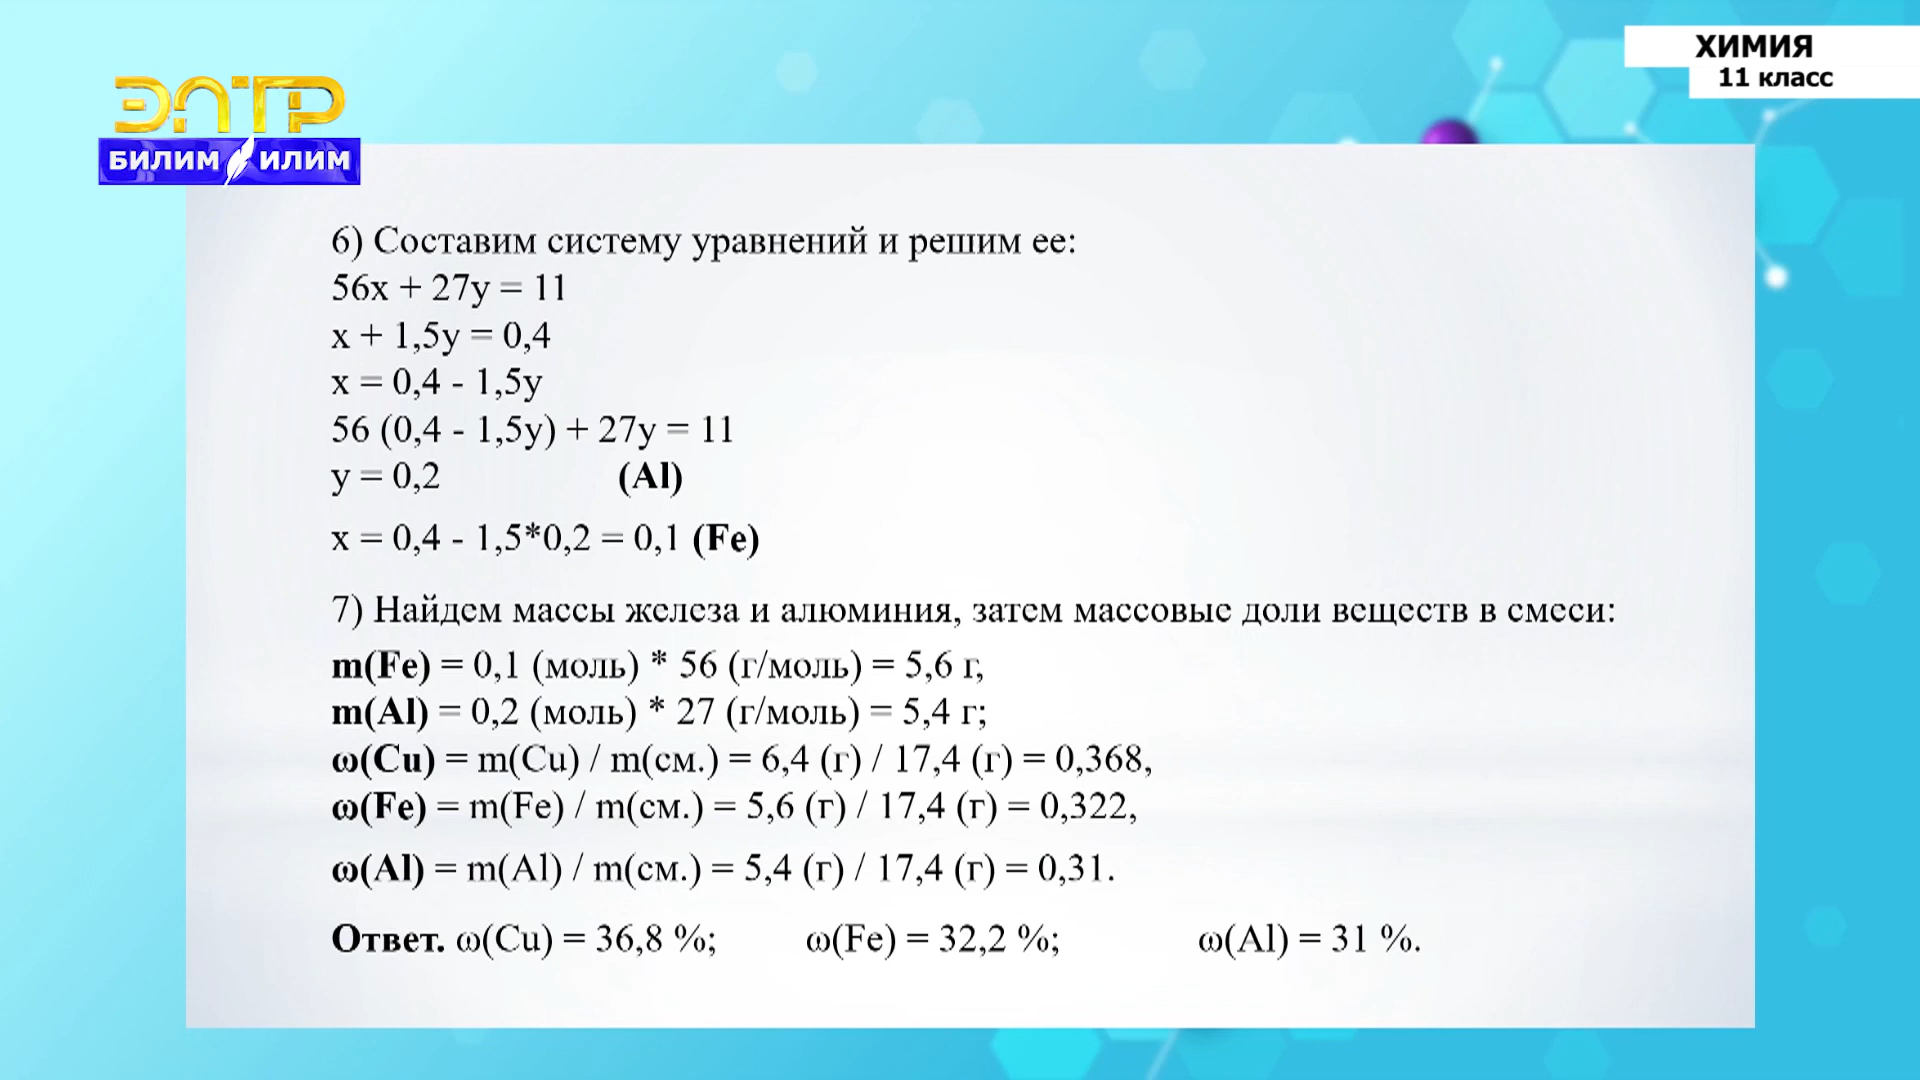 ХИМИЯ
11 класс
ЭЛТР
БИЛИМ ИЛИМ
6) Составим систему уравнений и решим ее:
56x + 27y = 11
x + 1,5y = 0,4
x = 0,4 - 1,5y
56 (0,4 - 1,5y) + 27y = 11
y = 0,2 (Al)
x = 0,4 - 1,5*0,2 = 0,1 (Fe)
7) Найдем массы железа и алюминия, затем массовые доли веществ в смеси:
m(Fe) = 0,1 (моль) * 56 (г/моль) = 5,6 г,
m(Al) = 0,2 (моль) * 27 (г/моль) = 5,4 г;
ω(Cu) = m(Cu) / m(см.) = 6,4 (г) / 17,4 (г) = 0,368,
ω(Fe) = m(Fe) / m(см.) = 5,6 (г) / 17,4 (г) = 0,322,
ω(Al) = m(Al) / m(см.) = 5,4 (г) / 17,4 (г) = 0,31.
Ответ. ω(Cu) = 36,8 %; ω(Fe) = 32,2 %; ω(Al) = 31 %.